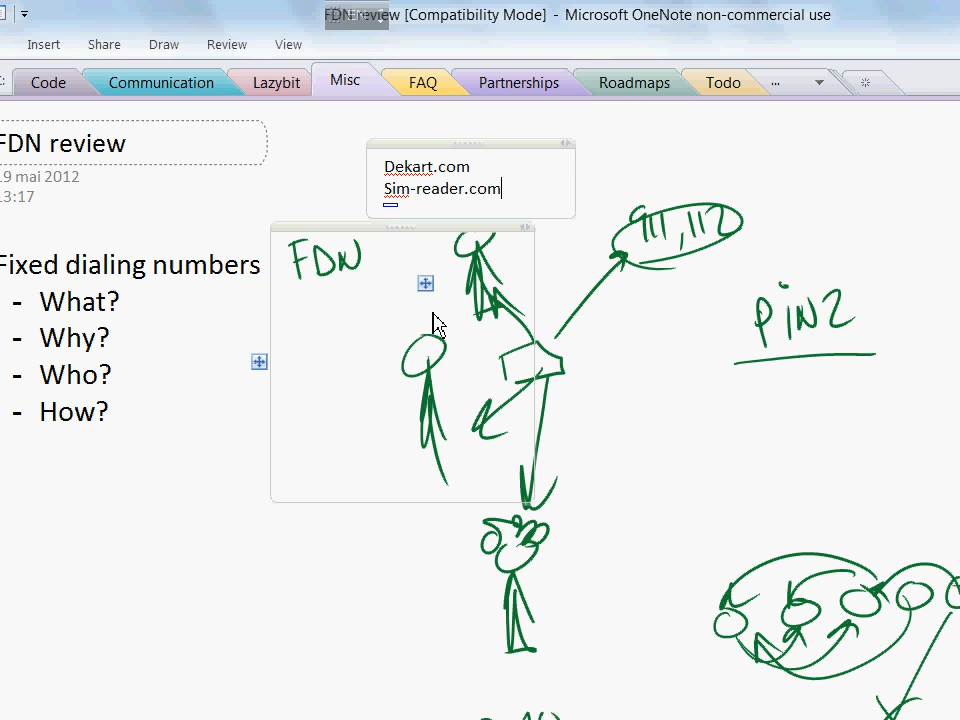 FDN review [Compatibility Mode] - Microsoft OneNote non-commercial use
Insert Share Draw Review View
Code Communication Lazybit Misc FAQ Partnerships Roadmaps Todo ...
FDN review
19 mai 2012
13:17
Dekart.com
Sim-reader.com
Fixed dialing numbers
- What?
- Why?
- Who?
- How?
FDN
911, 112
PIN2